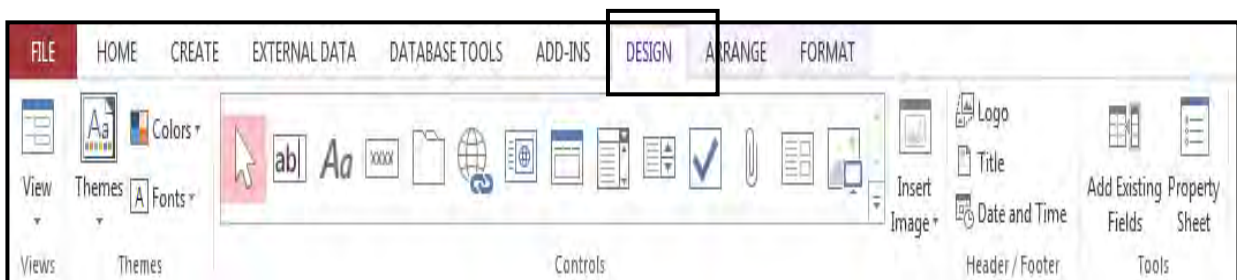 FILE HOME CREATE EXTERNAL DATA DATABASE TOOLS ADD-INS DESIGN ARRANGE FORMAT
View
Aa
Themes
Colors
A Fonts
ab|
Aa
XXXX
Insert
Image
Logo
Title
Date and Time
Add Existing
Fields
Property
Sheet
Views Themes Controls Header / Footer Tools